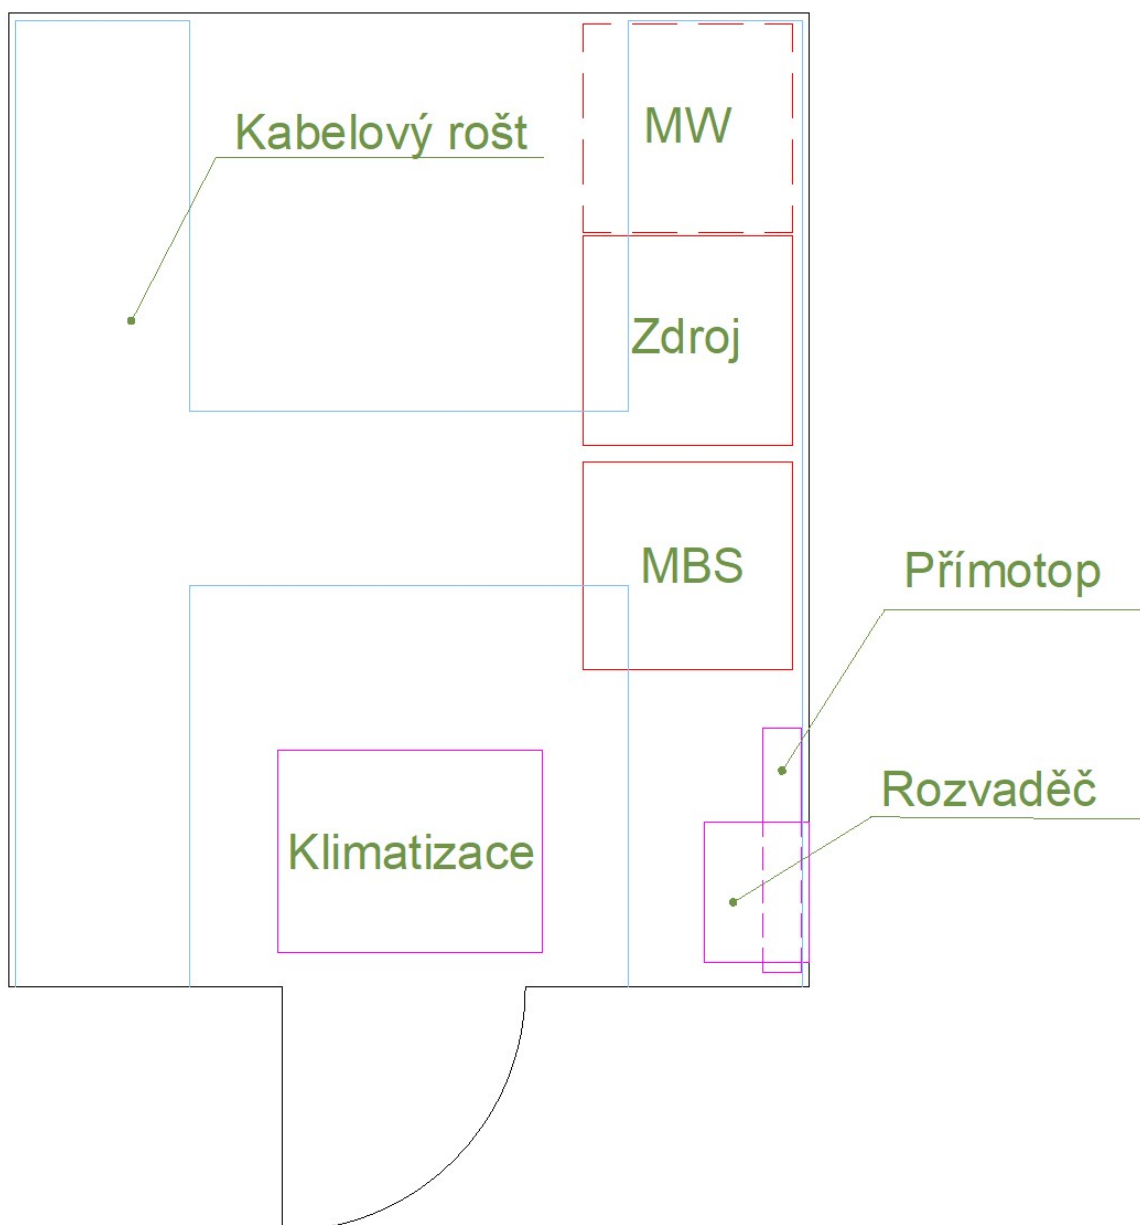 MW
Kabelový rošt
Zdroj
MBS
Přímotop
Rozvaděč
Klimatizace